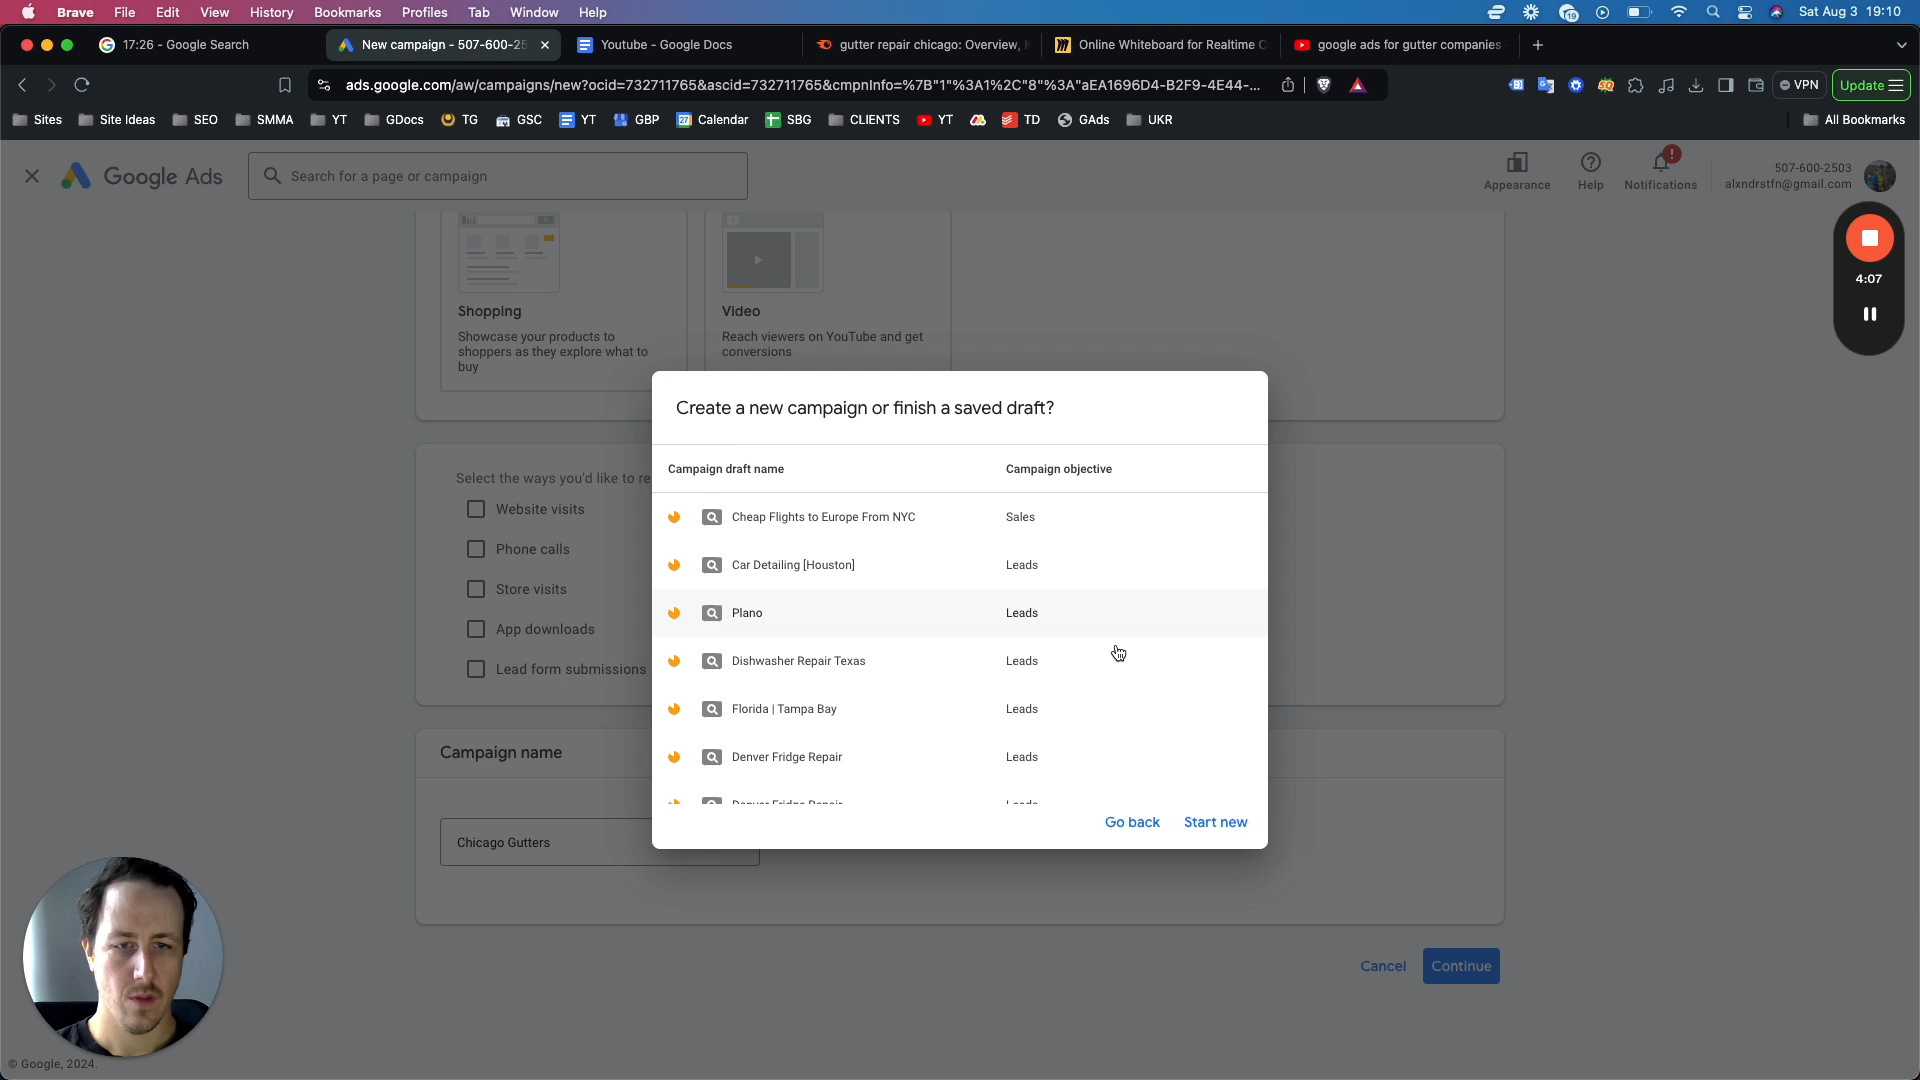 Brave File Edit View History Bookmarks Profiles Tab Window Help
19
Sat Aug 3 19:10
17:26 - Google Search
New campaign - 507-600-25
Youtube - Google Docs
gutter repair chicago: Overview,
Online Whiteboard for Realtime C
google ads for gutter companies
ads.google.com/aw/campaigns/new?ocid=732711765&ascid=732711765&cmpnInfo=%7B"1"%3A1%2C"8"%3A"aEA1696D4-B2F9-4E44-...
VPN
Update
Sites
Site Ideas
SEO
SMMA
YT
GDocs
TG
GSC
YT
GBP
Calendar
SBG
CLIENTS
YT
TD
GAds
UKR
All Bookmarks
Google Ads
Search for a page or campaign
Appearance
Help
Notifications
507-600-2503
alxndrstfn@gmail.com
4:07
Shopping
Showcase your products to
shoppers as they explore what to
buy
Video
Reach viewers on YouTube and get
conversions
Create a new campaign or finish a saved draft?
Campaign draft name
Campaign objective
Cheap Flights to Europe From NYC
Sales
Car Detailing [Houston]
Leads
Plano
Leads
Dishwasher Repair Texas
Leads
Florida | Tampa Bay
Leads
Denver Fridge Repair
Leads
Denver Fridge Repair
Leads
Go back
Start new
Select the ways you'd like to re
Website visits
Phone calls
Store visits
App downloads
Lead form submissions
Campaign name
Chicago Gutters
Cancel
Continue
© Google, 2024.